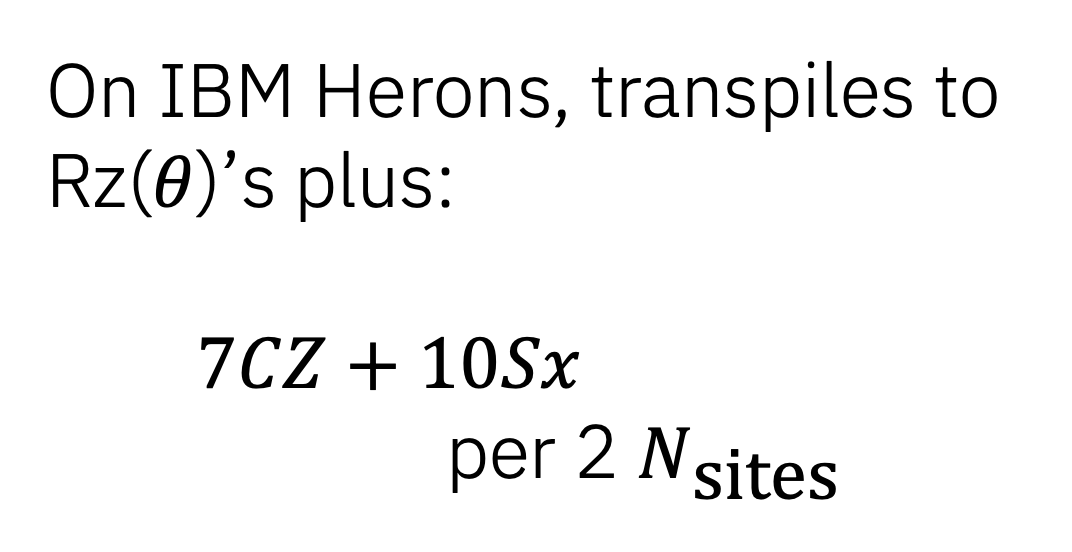 On IBM Herons, transpiles to
Rz(θ)’s plus:
7CZ + 10Sx
per 2 Nsites